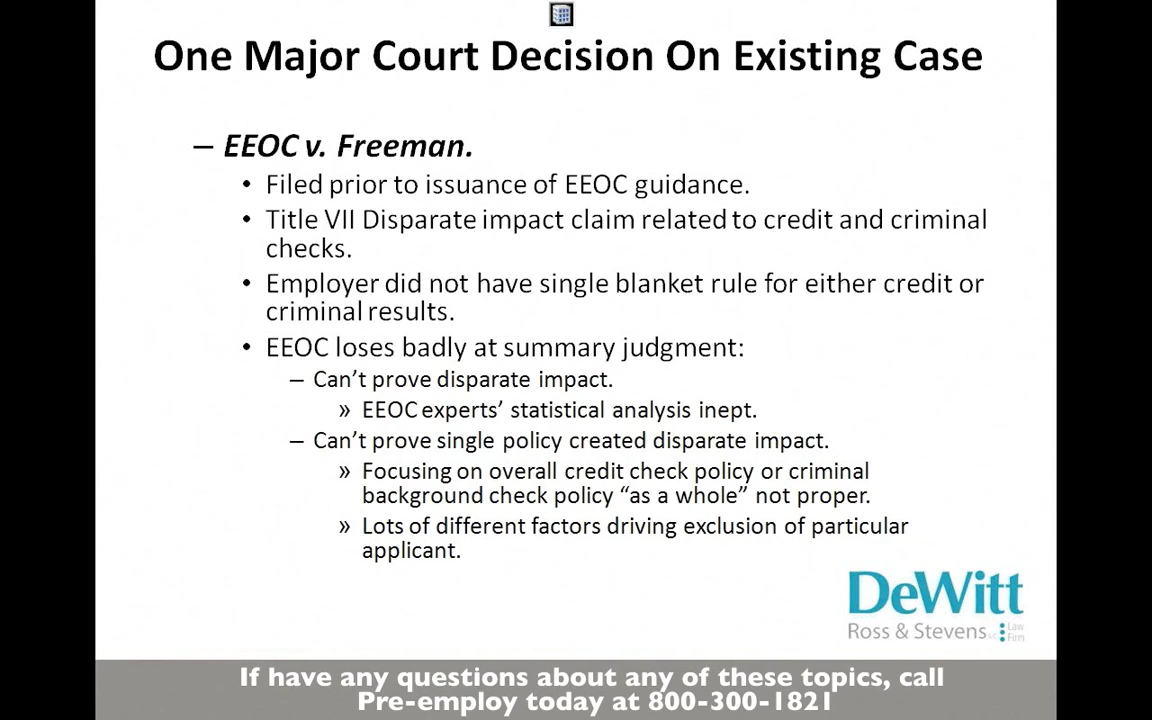 One Major Court Decision On Existing Case
– EEOC v. Freeman.
• Filed prior to issuance of EEOC guidance.
• Title VII Disparate impact claim related to credit and criminal
checks.
• Employer did not have single blanket rule for either credit or
criminal results.
• EEOC loses badly at summary judgment:
– Can't prove disparate impact.
» EEOC experts' statistical analysis inept.
– Can't prove single policy created disparate impact.
» Focusing on overall credit check policy or criminal
background check policy “as a whole” not proper.
» Lots of different factors driving exclusion of particular
applicant.
DeWitt
Ross & Stevens
Law
Firm
If have any questions about any of these topics, call
Pre-employ today at 800-300-1821